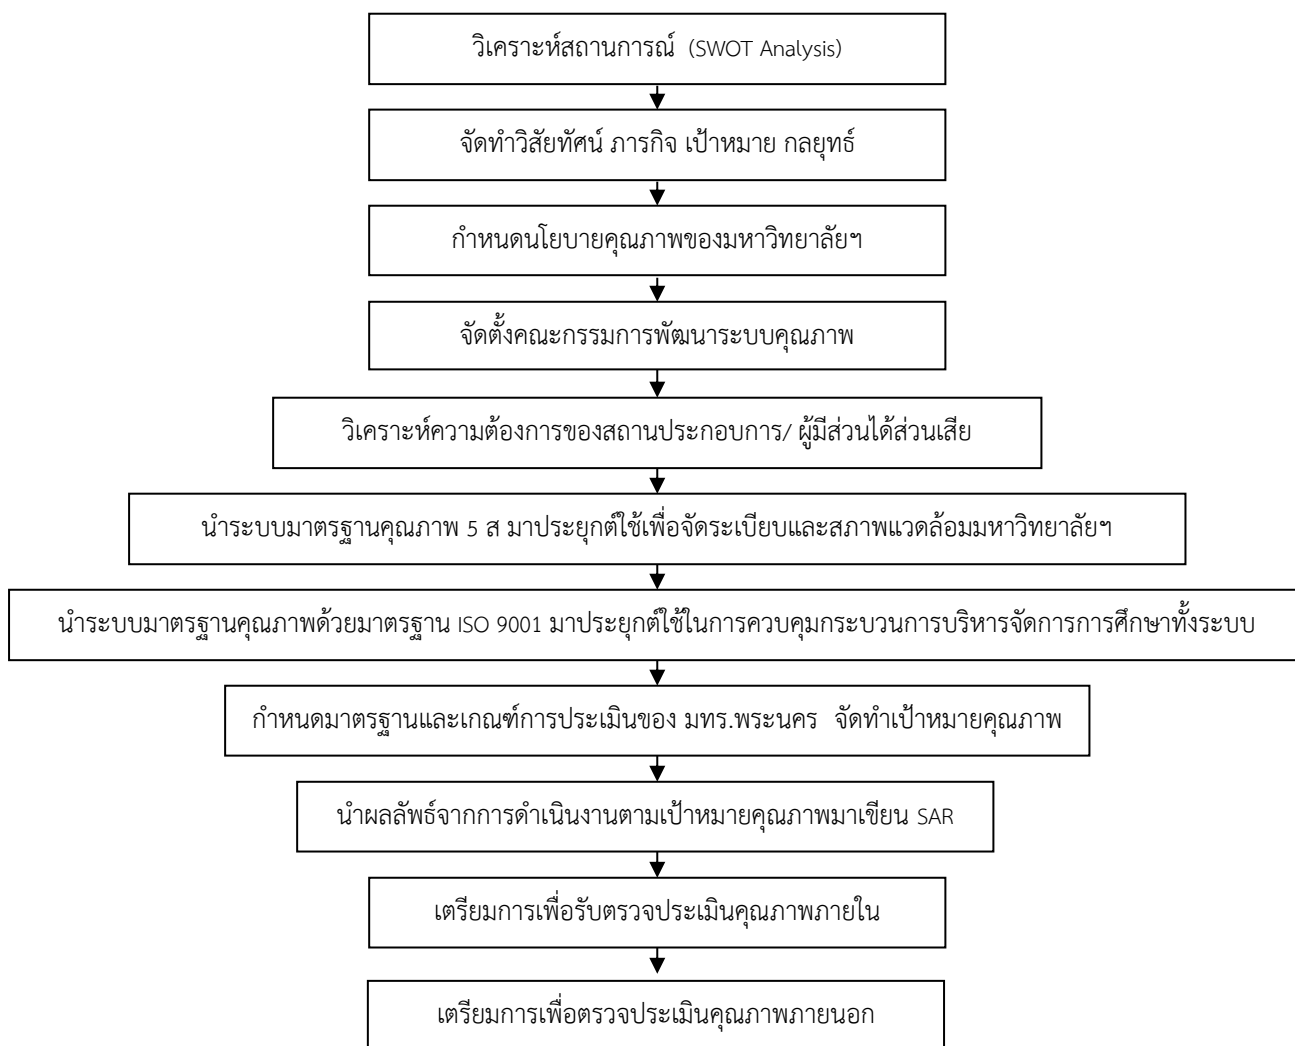 วิเคราะห์สถานการณ์ (SWOT Analysis)
จัดทำวิสัยทัศน์ ภารกิจ เป้าหมาย กลยุทธ์
กำหนดนโยบายคุณภาพของมหาวิทยาลัยฯ
จัดตั้งคณะกรรมการพัฒนาระบบคุณภาพ
วิเคราะห์ความต้องการของสถานประกอบการ/ ผู้มีส่วนได้ส่วนเสีย
นำระบบมาตรฐานคุณภาพ 5 ส มาประยุกต์ใช้เพื่อจัดระเบียบและสภาพแวดล้อมมหาวิทยาลัยฯ
นำระบบมาตรฐานคุณภาพด้วยมาตรฐาน ISO 9001 มาประยุกต์ใช้ในการควบคุมกระบวนการบริหารจัดการการศึกษาทั้งระบบ
กำหนดมาตรฐานและเกณฑ์การประเมินของ มทร.พระนคร จัดทำเป้าหมายคุณภาพ
นำผลลัพธ์จากการดำเนินงานตามเป้าหมายคุณภาพมาเขียน SAR
เตรียมการเพื่อรับตรวจประเมินคุณภาพภายใน
เตรียมการเพื่อตรวจประเมินคุณภาพภายนอก